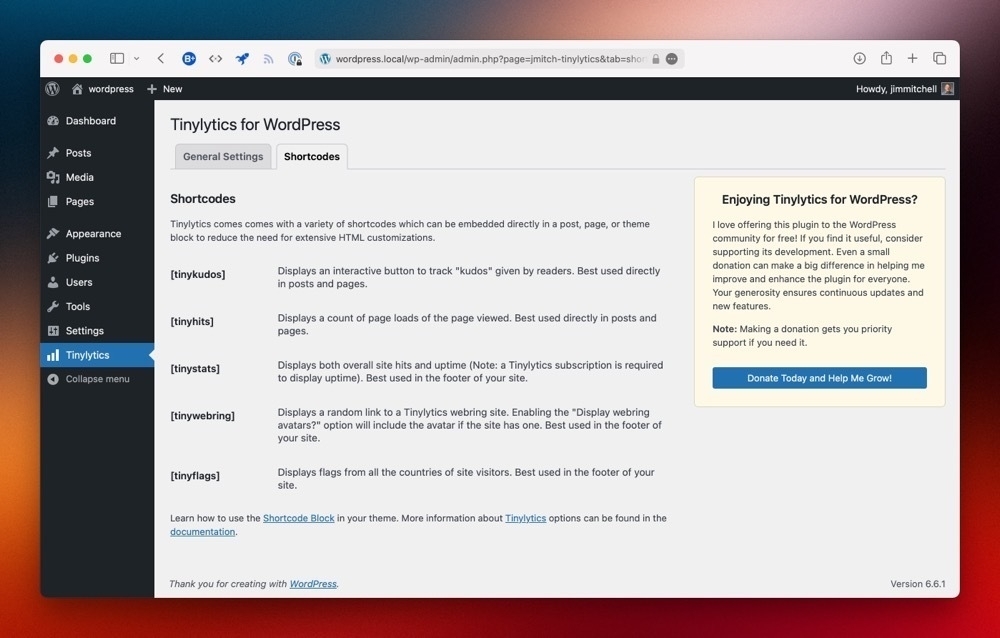 wordpress.local/wp-admin/admin.php?page=jmitch-tinylytics&tab=shor
wordpress
New
Howdy, jimmitchell
Dashboard
Posts
Media
Pages
Appearance
Plugins
Users
Tools
Settings
Tinylytics
Collapse menu
Tinylytics for WordPress
General Settings
Shortcodes
Shortcodes
Tinylytics comes comes with a variety of shortcodes which can be embedded directly in a post, page, or theme
block to reduce the need for extensive HTML customizations.
[tinykudos]
Displays an interactive button to track "kudos" given by readers. Best used directly
in posts and pages.
[tinyhits]
Displays a count of page loads of the page viewed. Best used directly in posts and
pages.
[tinystats]
Displays both overall site hits and uptime (Note: a Tinylytics subscription is required
to display uptime). Best used in the footer of your site.
[tinywebring]
Displays a random link to a Tinylytics webring site. Enabling the "Display webring
avatars?" option will include the avatar if the site has one. Best used in the footer of
your site.
[tinyflags]
Displays flags from all the countries of site visitors. Best used in the footer of your
site.
Learn how to use the Shortcode Block in your theme. More information about Tinylytics options can be found in the
documentation.
Enjoying Tinylytics for WordPress?
I love offering this plugin to the WordPress
community for free! If you find it useful, consider
supporting its development. Even a small
donation can make a big difference in helping me
improve and enhance the plugin for everyone.
Your generosity ensures continuous updates and
new features.
Note: Making a donation gets you priority
support if you need it.
Donate Today and Help Me Grow!
Thank you for creating with WordPress.
Version 6.6.1